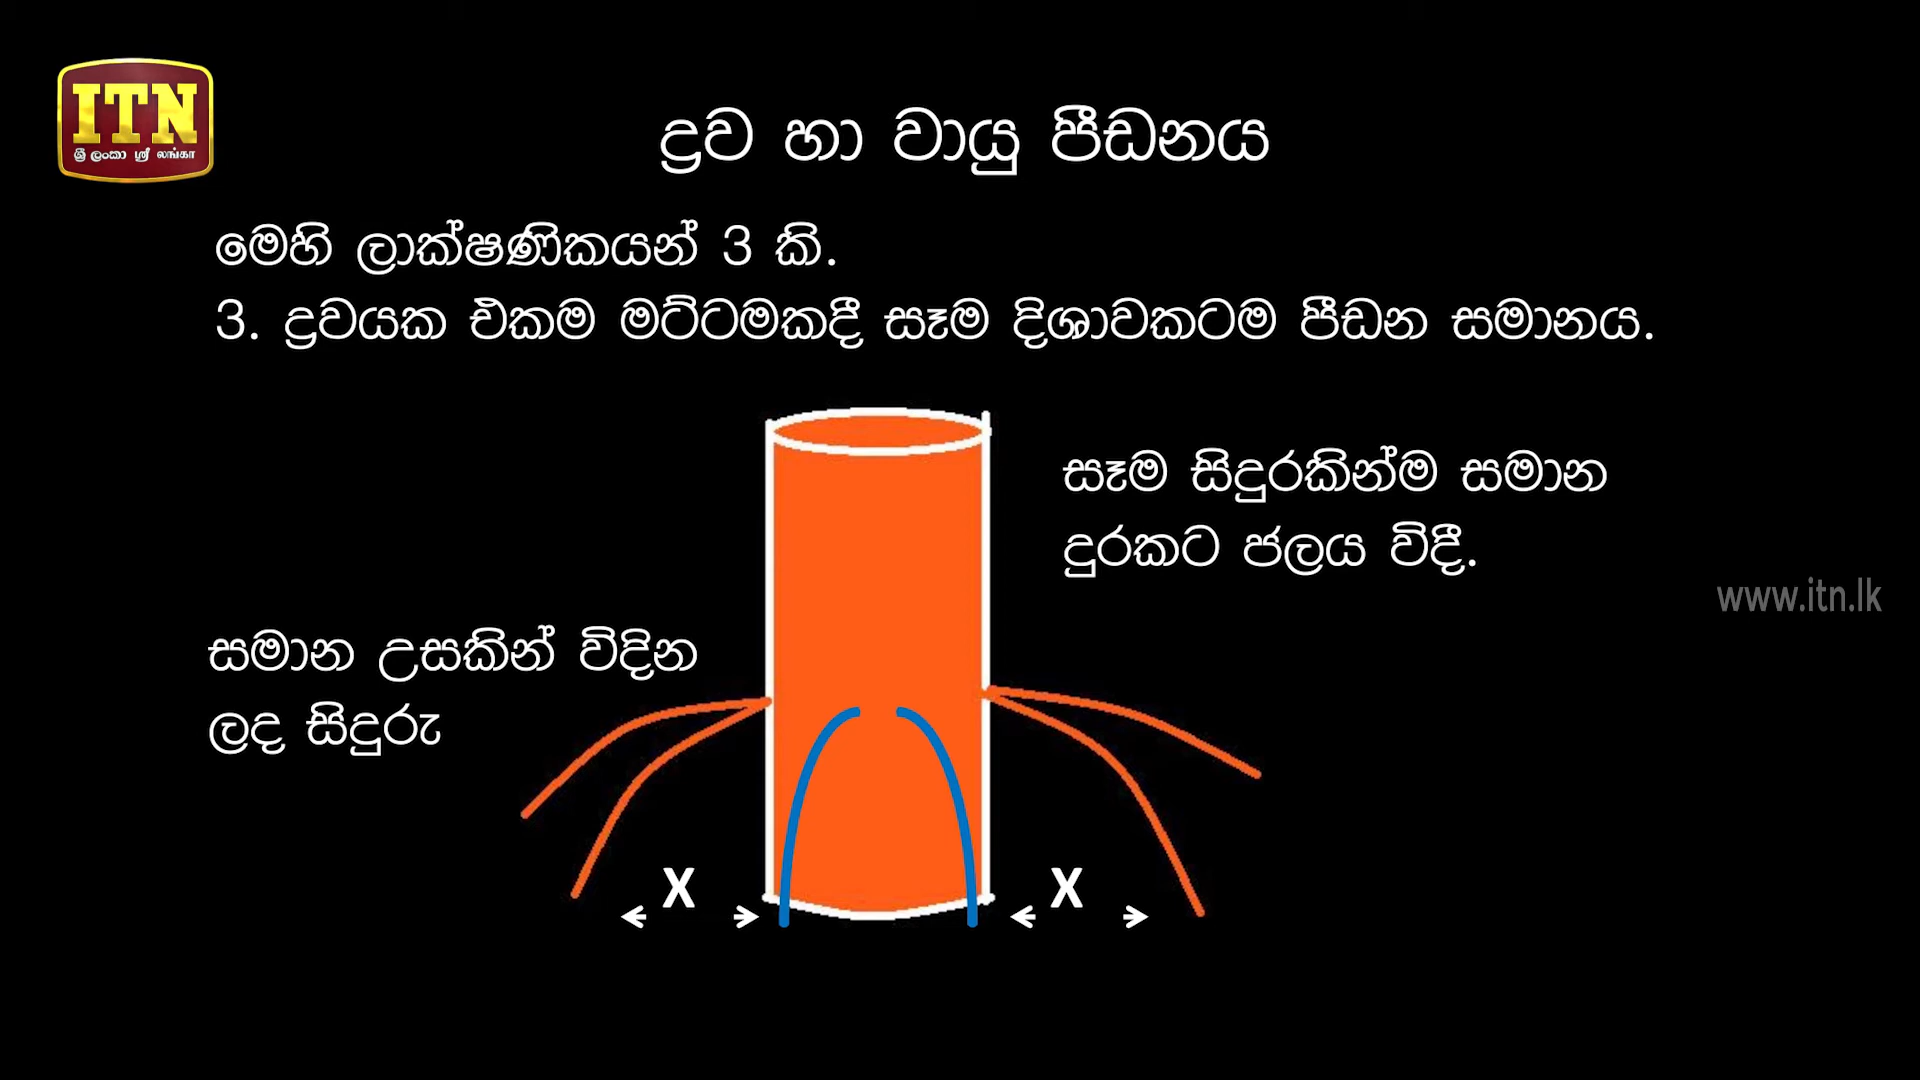 ITN
ශ්‍රී ලංකා ஸ்ரீ லங்கா
ද්‍රව හා වායු පීඩනය
මෙහි ලාක්ෂණිකයන් 3 කි.
3. ද්‍රවයක එකම මට්ටමකදී සෑම දිශාවකටම පීඩන සමානය.
සෑම සිදුරකින්ම සමාන
දුරකට ජලය විදී.
www.itn.lk
සමාන උසකින් විදින
ලද සිදුරු
X X